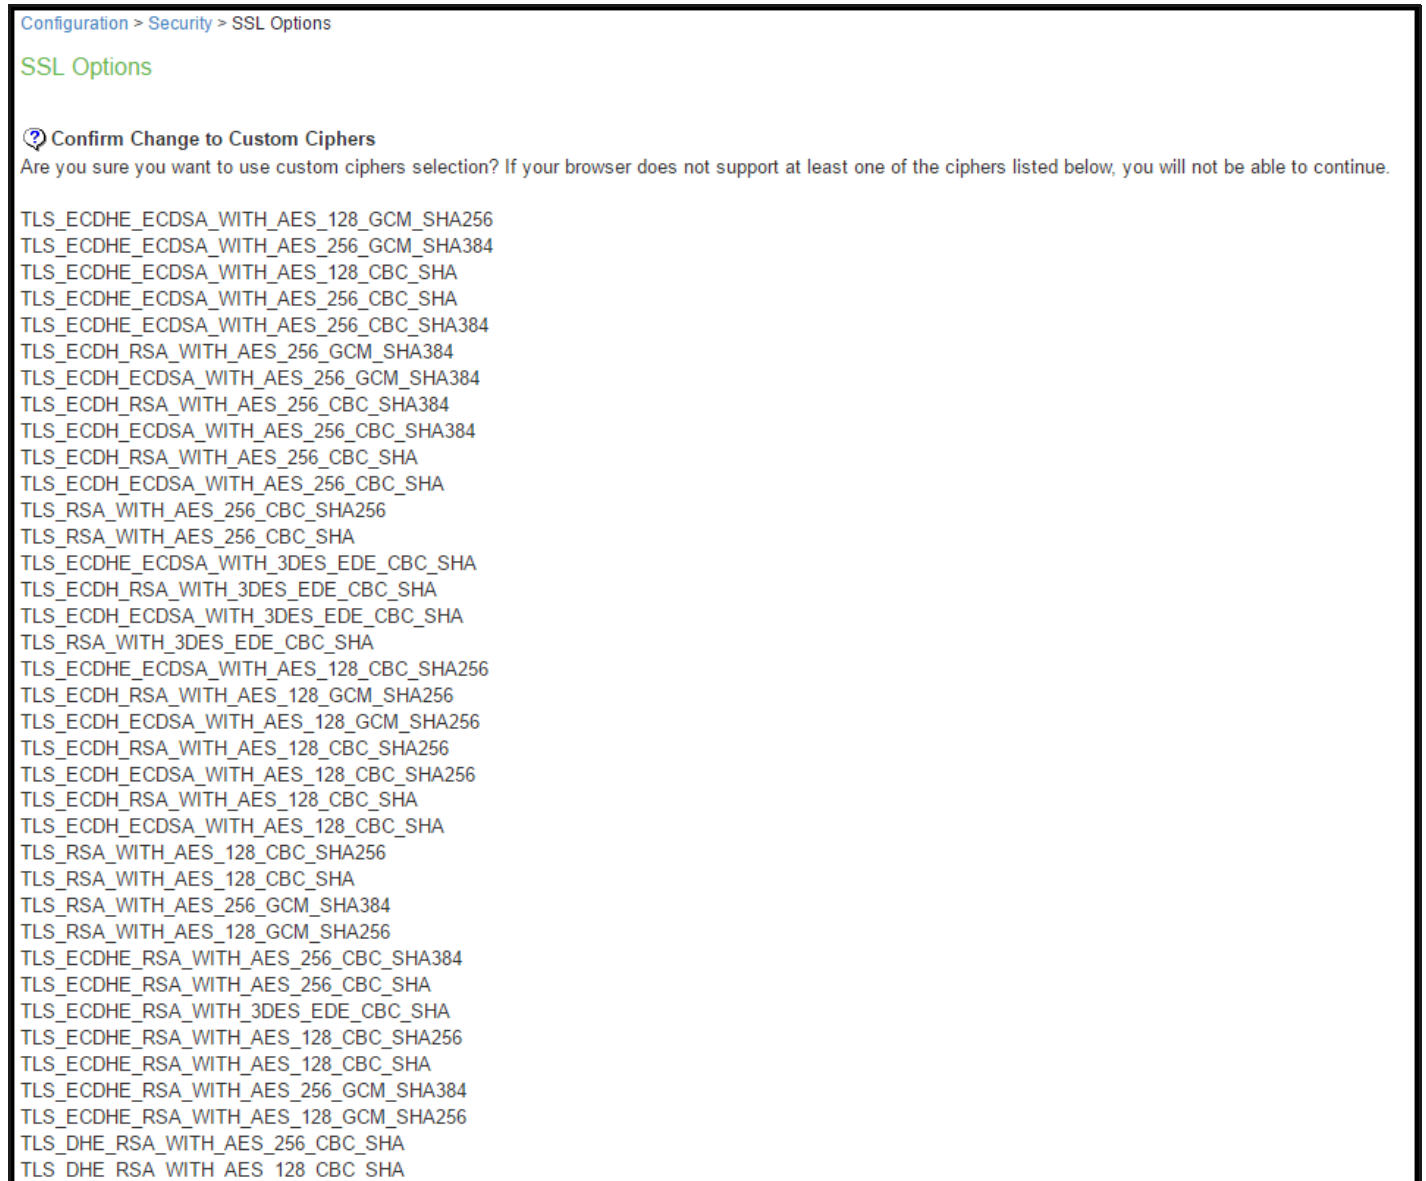 Configuration > Security > SSL Options
SSL Options
Confirm Change to Custom Ciphers
Are you sure you want to use custom ciphers selection? If your browser does not support at least one of the ciphers listed below, you will not be able to continue.
TLS_ECDHE_ECDSA_WITH_AES_128_GCM_SHA256
TLS_ECDHE_ECDSA_WITH_AES_256_GCM_SHA384
TLS_ECDHE_ECDSA_WITH_AES_128_CBC_SHA
TLS_ECDHE_ECDSA_WITH_AES_256_CBC_SHA
TLS_ECDHE_ECDSA_WITH_AES_256_CBC_SHA384
TLS_ECDH_RSA_WITH_AES_256_GCM_SHA384
TLS_ECDH_ECDSA_WITH_AES_256_GCM_SHA384
TLS_ECDH_RSA_WITH_AES_256_CBC_SHA384
TLS_ECDH_ECDSA_WITH_AES_256_CBC_SHA384
TLS_ECDH_RSA_WITH_AES_256_CBC_SHA
TLS_ECDH_ECDSA_WITH_AES_256_CBC_SHA
TLS_RSA_WITH_AES_256_CBC_SHA256
TLS_RSA_WITH_AES_256_CBC_SHA
TLS_ECDHE_ECDSA_WITH_3DES_EDE_CBC_SHA
TLS_ECDH_RSA_WITH_3DES_EDE_CBC_SHA
TLS_ECDH_ECDSA_WITH_3DES_EDE_CBC_SHA
TLS_RSA_WITH_3DES_EDE_CBC_SHA
TLS_ECDHE_ECDSA_WITH_AES_128_CBC_SHA256
TLS_ECDH_RSA_WITH_AES_128_GCM_SHA256
TLS_ECDH_ECDSA_WITH_AES_128_GCM_SHA256
TLS_ECDH_RSA_WITH_AES_128_CBC_SHA256
TLS_ECDH_ECDSA_WITH_AES_128_CBC_SHA256
TLS_ECDH_RSA_WITH_AES_128_CBC_SHA
TLS_ECDH_ECDSA_WITH_AES_128_CBC_SHA
TLS_RSA_WITH_AES_128_CBC_SHA256
TLS_RSA_WITH_AES_128_CBC_SHA
TLS_RSA_WITH_AES_256_GCM_SHA384
TLS_RSA_WITH_AES_128_GCM_SHA256
TLS_ECDHE_RSA_WITH_AES_256_CBC_SHA384
TLS_ECDHE_RSA_WITH_AES_256_CBC_SHA
TLS_ECDHE_RSA_WITH_3DES_EDE_CBC_SHA
TLS_ECDHE_RSA_WITH_AES_128_CBC_SHA256
TLS_ECDHE_RSA_WITH_AES_128_CBC_SHA
TLS_ECDHE_RSA_WITH_AES_256_GCM_SHA384
TLS_ECDHE_RSA_WITH_AES_128_GCM_SHA256
TLS_DHE_RSA_WITH_AES_256_CBC_SHA
TLS_DHE_RSA_WITH_AES_128_CBC_SHA